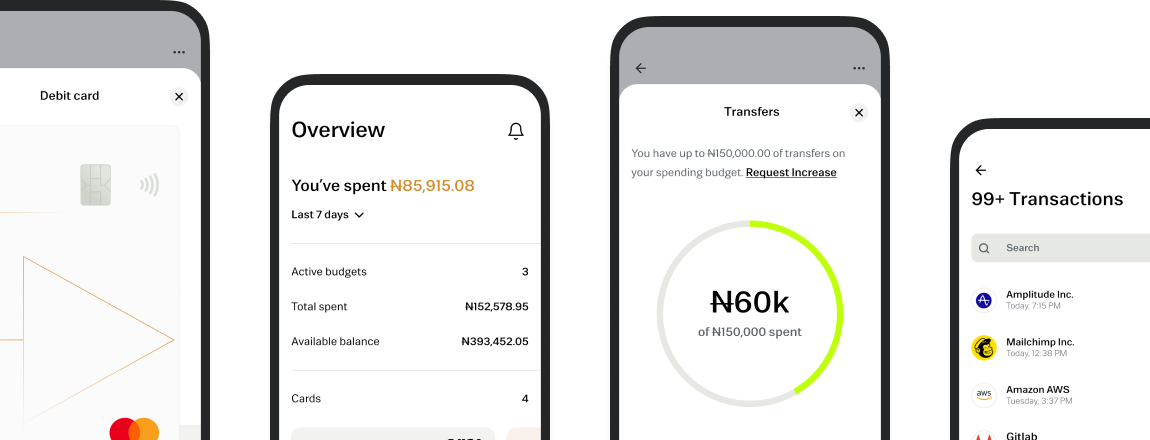 Debit card
Overview
You've spent ₦85,915.08
Last 7 days
Active budgets 3
Total spent ₦152,578.95
Available balance ₦393,452.05
Cards 4
Transfers
You have up to ₦150,000.00 of transfers on
your spending budget. Request Increase
₦60k
of ₦150,000 spent
99+ Transactions
Search
Amplitude Inc.
Today, 7:15 PM
Mailchimp Inc.
Today, 12:38 PM
aws
Amazon AWS
Tuesday, 3:37 PM
Gitlab